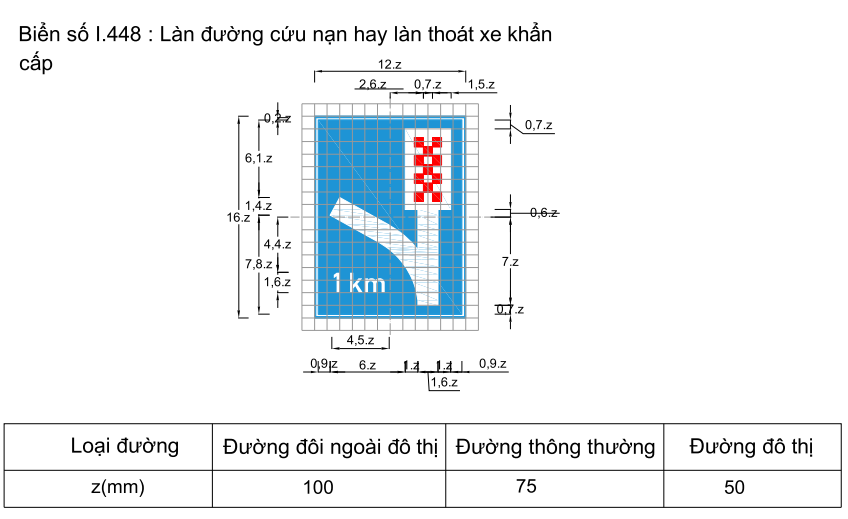 Biển số I.448 : Làn đường cứu nạn hay làn thoát xe khẩn
cấp
12.z
2,6.z 0,7.z 1,5.z
0,2.z
0,7.z
6,1.z
1,4.z
16.z
0,6.z
4,4.z
7,8.z
7.z
1,6.z
1 km
0,7.z
4,5.z
0,9.z 6.z 1.z 1.z 0,9.z
1,6.z
Loại đường Đường đôi ngoài đô thị Đường thông thường Đường đô thị
z(mm) 100 75 50